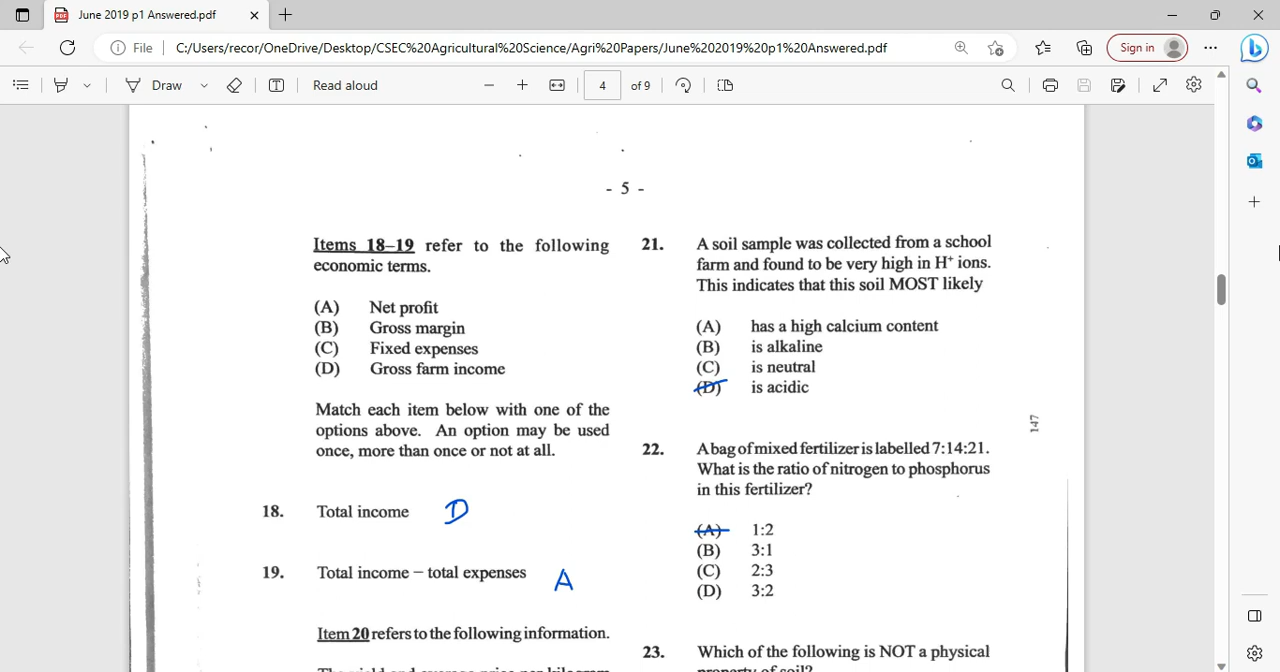 June 2019 p1 Answered.pdf
File
C:/Users/recor/OneDrive/Desktop/CSEC%20Agricultural%20Science/Agri%20Papers/June%202019%20p1%20Answered.pdf
Sign in
Draw
Read aloud
4
of 9
- 5 -
Items 18–19 refer to the following
economic terms.
(A) Net profit
(B) Gross margin
(C) Fixed expenses
(D) Gross farm income
Match each item below with one of the
options above. An option may be used
once, more than once or not at all.
18. Total income D
19. Total income – total expenses A
Item 20 refers to the following information.
21. A soil sample was collected from a school
farm and found to be very high in H⁺ ions.
This indicates that this soil MOST likely
(A) has a high calcium content
(B) is alkaline
(C) is neutral
(D) is acidic
22. A bag of mixed fertilizer is labelled 7:14:21.
What is the ratio of nitrogen to phosphorus
in this fertilizer?
(A) 1:2
(B) 3:1
(C) 2:3
(D) 3:2
23. Which of the following is NOT a physical
147